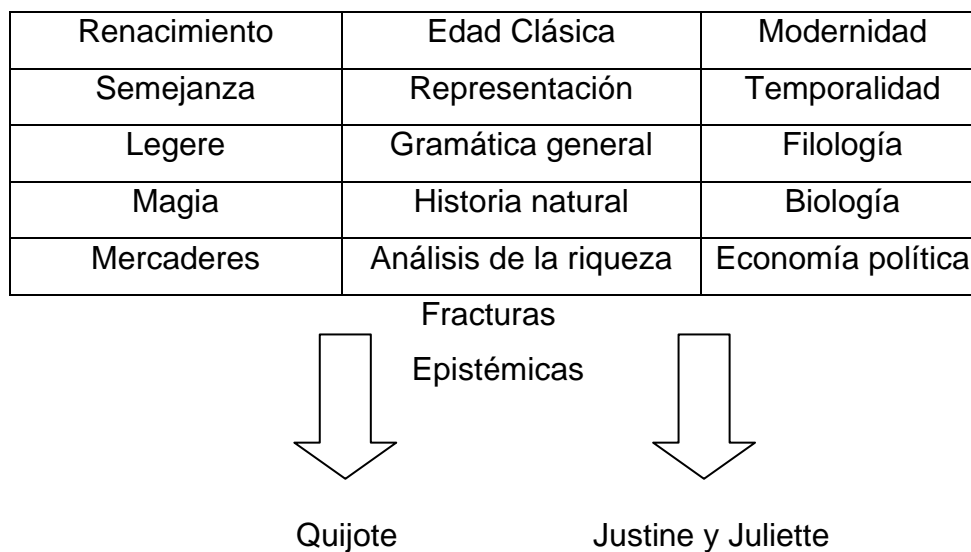 Renacimiento Edad Clásica Modernidad
Semejanza Representación Temporalidad
Legere Gramática general Filología
Magia Historia natural Biología
Mercaderes Análisis de la riqueza Economía política
Fracturas
Epistémicas
Quijote Justine y Juliette